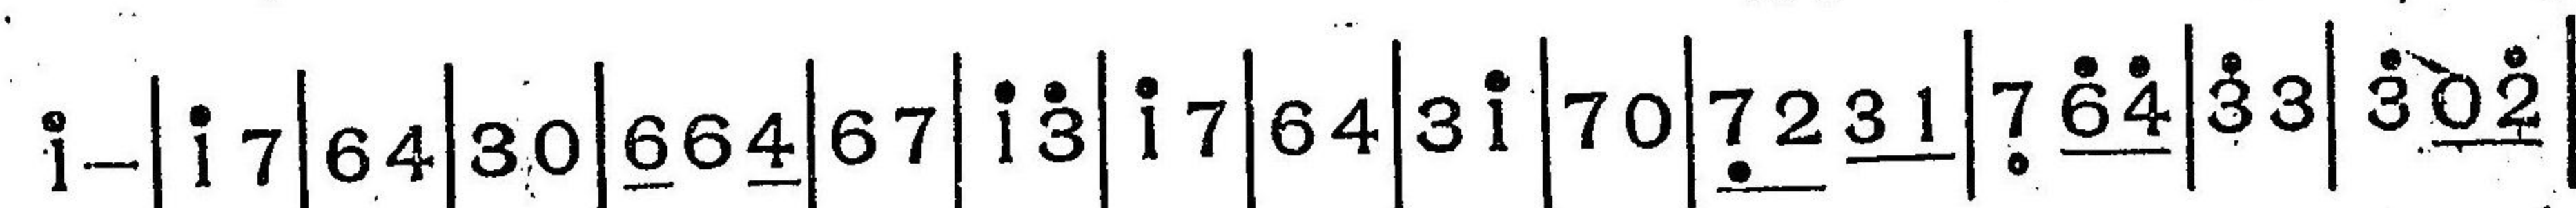 i̇ – | i̇ 7 | 6 4 | 3 0 | 6̲ 6 4̲ | 6 7 | i̇ 3̇ | i̇ 7 | 6 4 | 3 i̇ | 7 0 | 7̲̣ 2̲ 3̲ 1̲ | 7̣ 6̲̇ 4̲̇ | 3̇ 3 | 3̇ 0̲ 2̲̇ |